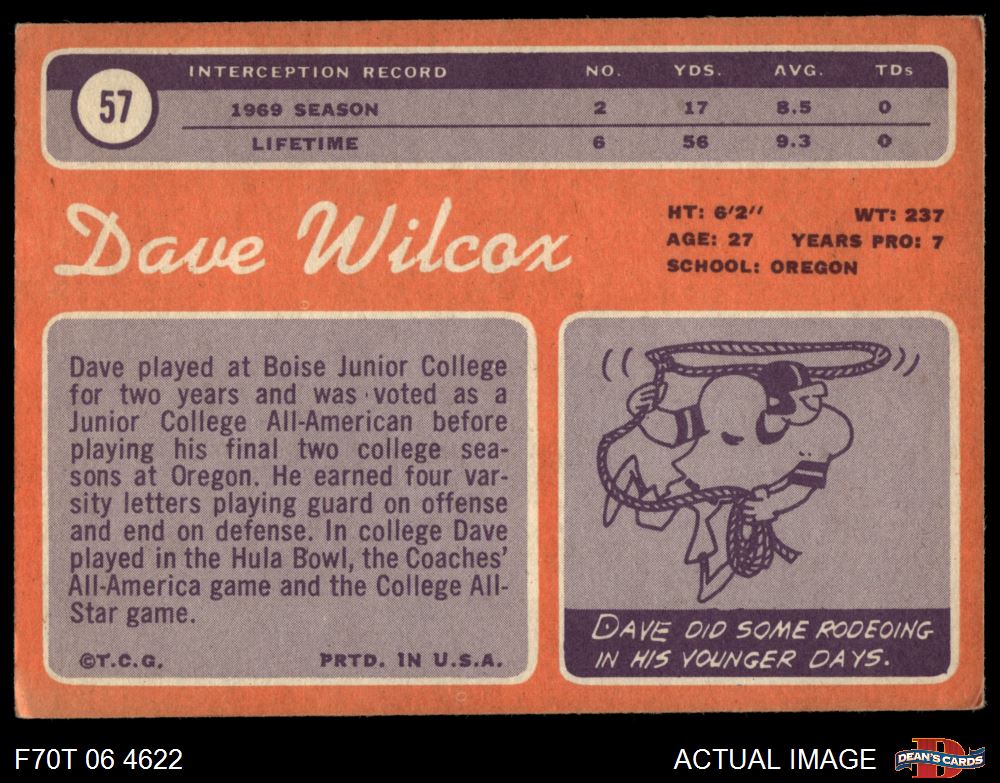 57
INTERCEPTION RECORD NO. YDS. AVG. TDs
1969 SEASON 2 17 8.5 0
LIFETIME 6 56 9.3 0
Dave Wilcox
HT: 6'2'' WT: 237
AGE: 27 YEARS PRO: 7
SCHOOL: OREGON
Dave played at Boise Junior College
for two years and was voted as a
Junior College All-American before
playing his final two college sea-
sons at Oregon. He earned four var-
sity letters playing guard on offense
and end on defense. In college Dave
played in the Hula Bowl, the Coaches'
All-America game and the College All-
Star game.
©T.C.G. PRTD. IN U.S.A.
DAVE DID SOME RODEOING
IN HIS YOUNGER DAYS.
F70T 06 4622
ACTUAL IMAGE
D
DEAN'S CARDS